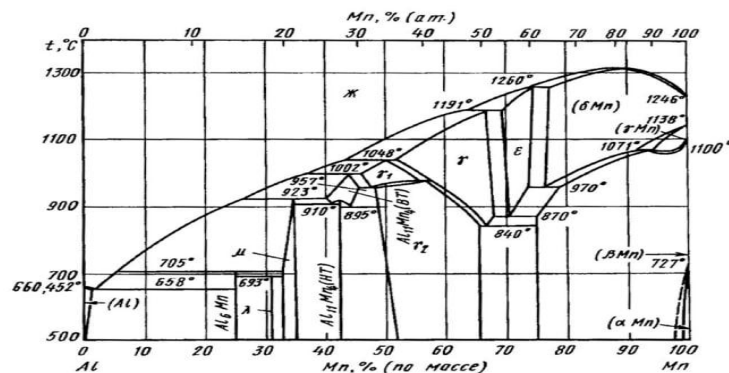 Mn, % (ат.)
0 10 20 30 40 50 60 70 80 90 100
t,°C
1300
1100
900
700
500
Ж
1260°
1191°
(δMn)
1246°
1138°
(γMn)
1100°
1071°
1048°
1002°
957°
923°
γ
ε
γ₁
970°
910°
895°
870°
840°
μ
Al₁₁Mn₄(ВТ)
γ₂
705°
658°
693°
660,452°
(Al)
Al₆Mn
λ
Al₁₁Mn₄(НТ)
(βMn)
727°
(αMn)
0 10 20 30 40 50 60 70 80 90 100
Al Mn, % (по массе) Mn